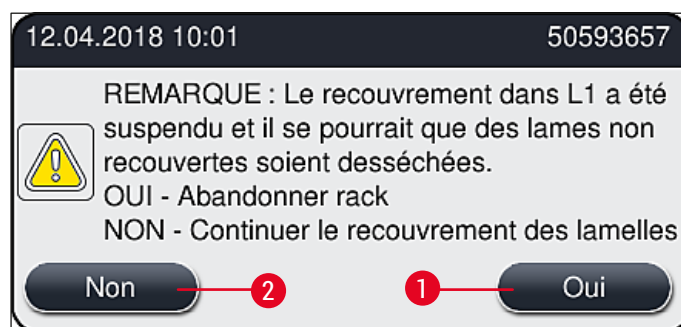 12.04.2018 10:01 50593657
REMARQUE : Le recouvrement dans L1 a été
suspendu et il se pourrait que des lames non
recouvertes soient desséchées.
OUI - Abandonner rack
NON - Continuer le recouvrement des lamelles
Non 2 1 Oui